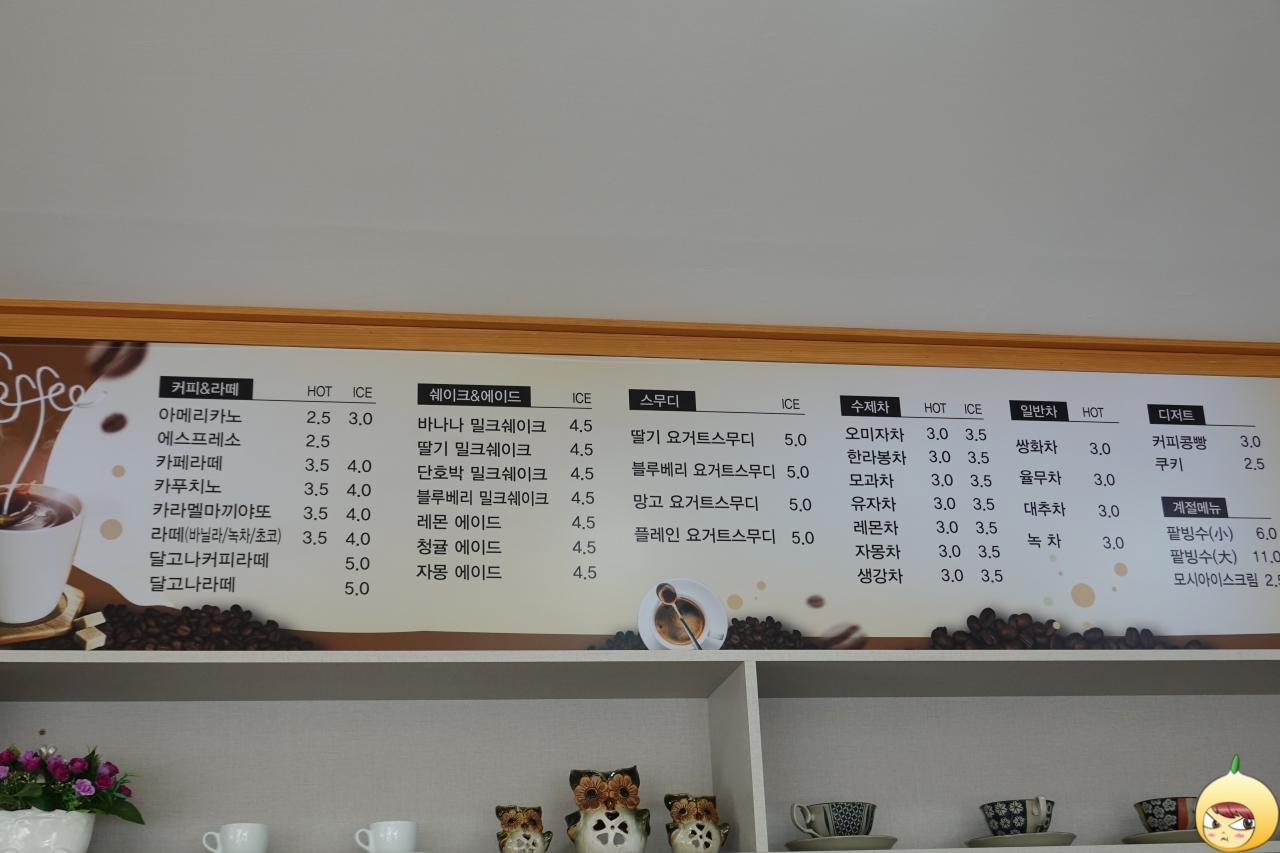 Coffee
커피&라떼 HOT ICE
아메리카노 2.5 3.0
에스프레소 2.5
카페라떼 3.5 4.0
카푸치노 3.5 4.0
카라멜마끼야또 3.5 4.0
라떼(바닐라/녹차/초코) 3.5 4.0
달고나커피라떼 5.0
달고나라떼 5.0
쉐이크&에이드 ICE
바나나 밀크쉐이크 4.5
딸기 밀크쉐이크 4.5
단호박 밀크쉐이크 4.5
블루베리 밀크쉐이크 4.5
레몬 에이드 4.5
청귤 에이드 4.5
자몽 에이드 4.5
스무디 ICE
딸기 요거트스무디 5.0
블루베리 요거트스무디 5.0
망고 요거트스무디 5.0
플레인 요거트스무디 5.0
수제차 HOT ICE
오미자차 3.0 3.5
한라봉차 3.0 3.5
모과차 3.0 3.5
유자차 3.0 3.5
레몬차 3.0 3.5
자몽차 3.0 3.5
생강차 3.0 3.5
일반차 HOT
쌍화차 3.0
율무차 3.0
대추차 3.0
녹 차 3.0
디저트
커피콩빵 3.0
쿠키 2.5
계절메뉴
팥빙수(小) 6.0
팥빙수(大) 11.0
모시아이스크림 2.5